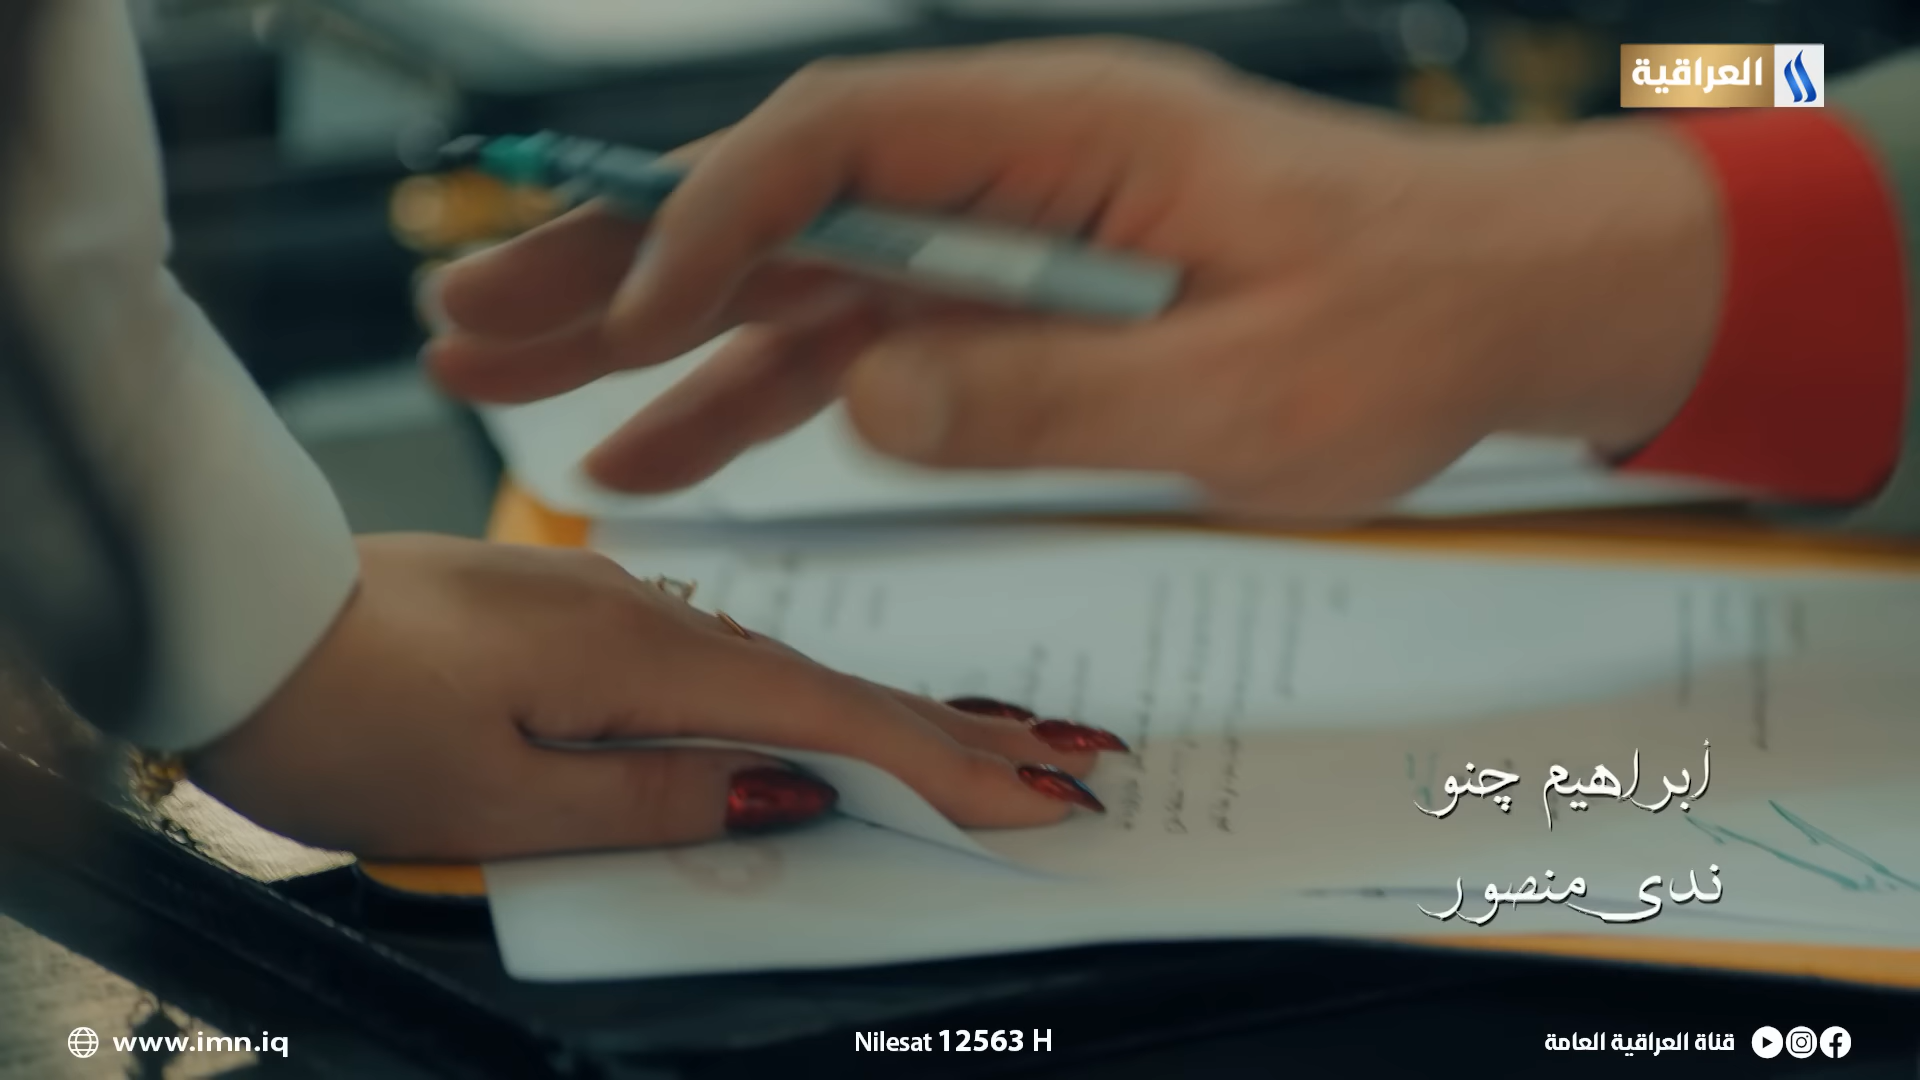 العراقية
أبراهيم چنو
ندى منصور
www.imn.iq
Nilesat 12563 H
قناة العراقية العامة